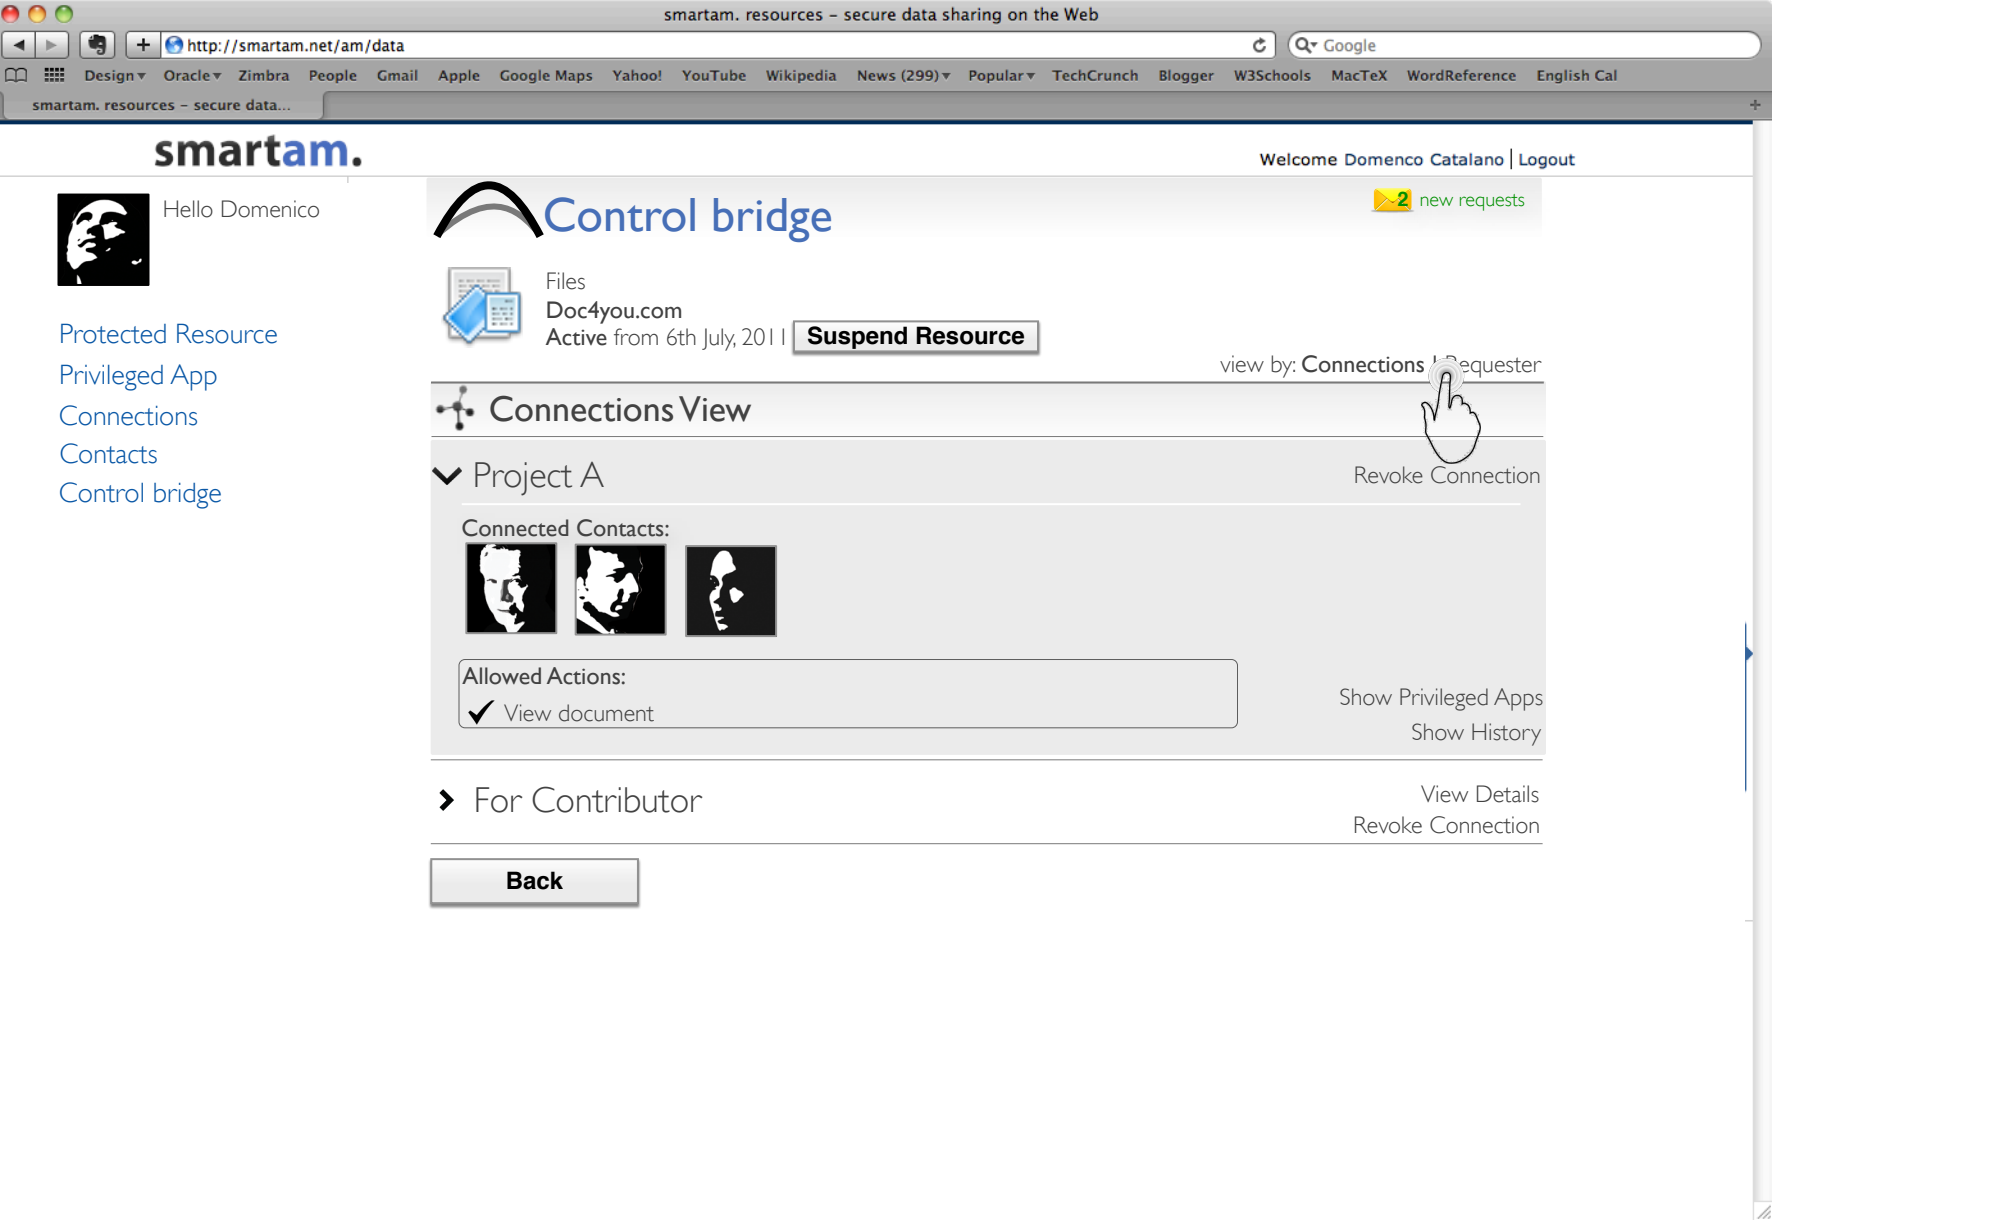 smartam. resources – secure data sharing on the Web
http://smartam.net/am/data
Google
Design Oracle Zimbra People Gmail Apple Google Maps Yahoo! YouTube Wikipedia News (299) Popular TechCrunch Blogger W3Schools MacTeX WordReference English Cal
smartam. resources – secure data...
smartam.
Welcome Domenco Catalano | Logout
Hello Domenico
Protected Resource
Privileged App
Connections
Contacts
Control bridge
Control bridge
2 new requests
Files
Doc4you.com
Active from 6th July, 2011 Suspend Resource
view by: Connections | Requester
Connections View
Project A
Revoke Connection
Connected Contacts:
Allowed Actions:
View document
Show Privileged Apps
Show History
For Contributor
View Details
Revoke Connection
Back